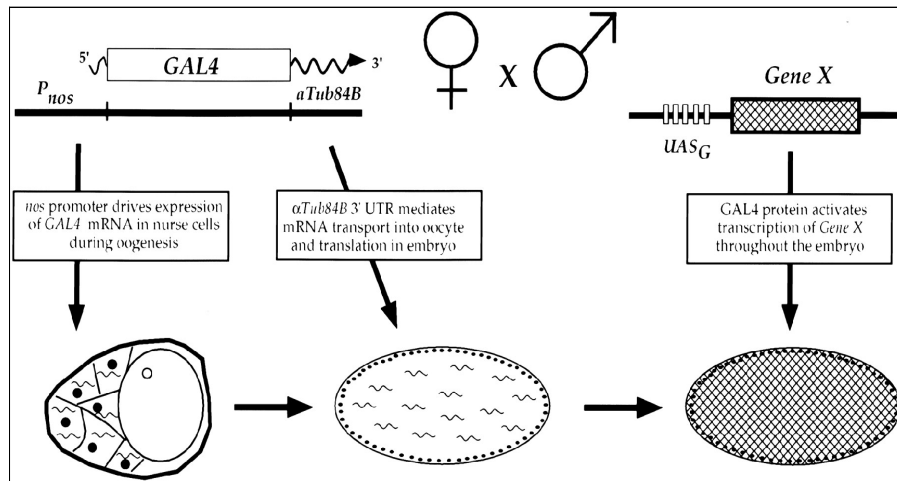 5'
GAL4
3'
P nos
aTub84B
X
Gene X
UAS G
nos promoter drives expression
of GAL4 mRNA in nurse cells
during oogenesis
αTub84B 3' UTR mediates
mRNA transport into oocyte
and translation in embryo
GAL4 protein activates
transcription of Gene X
throughout the embryo